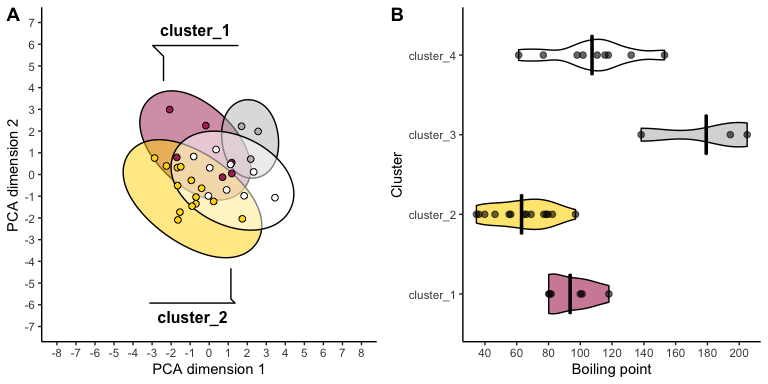 A
7
6
5
4
3
2
1
0
-1
-2
-3
-4
-5
-6
-7
PCA dimension 2
cluster_1
cluster_2
-8 -7 -6 -5 -4 -3 -2 -1 0 1 2 3 4 5 6 7 8
PCA dimension 1
B
Cluster
cluster_4
cluster_3
cluster_2
cluster_1
40 60 80 100 120 140 160 180 200
Boiling point